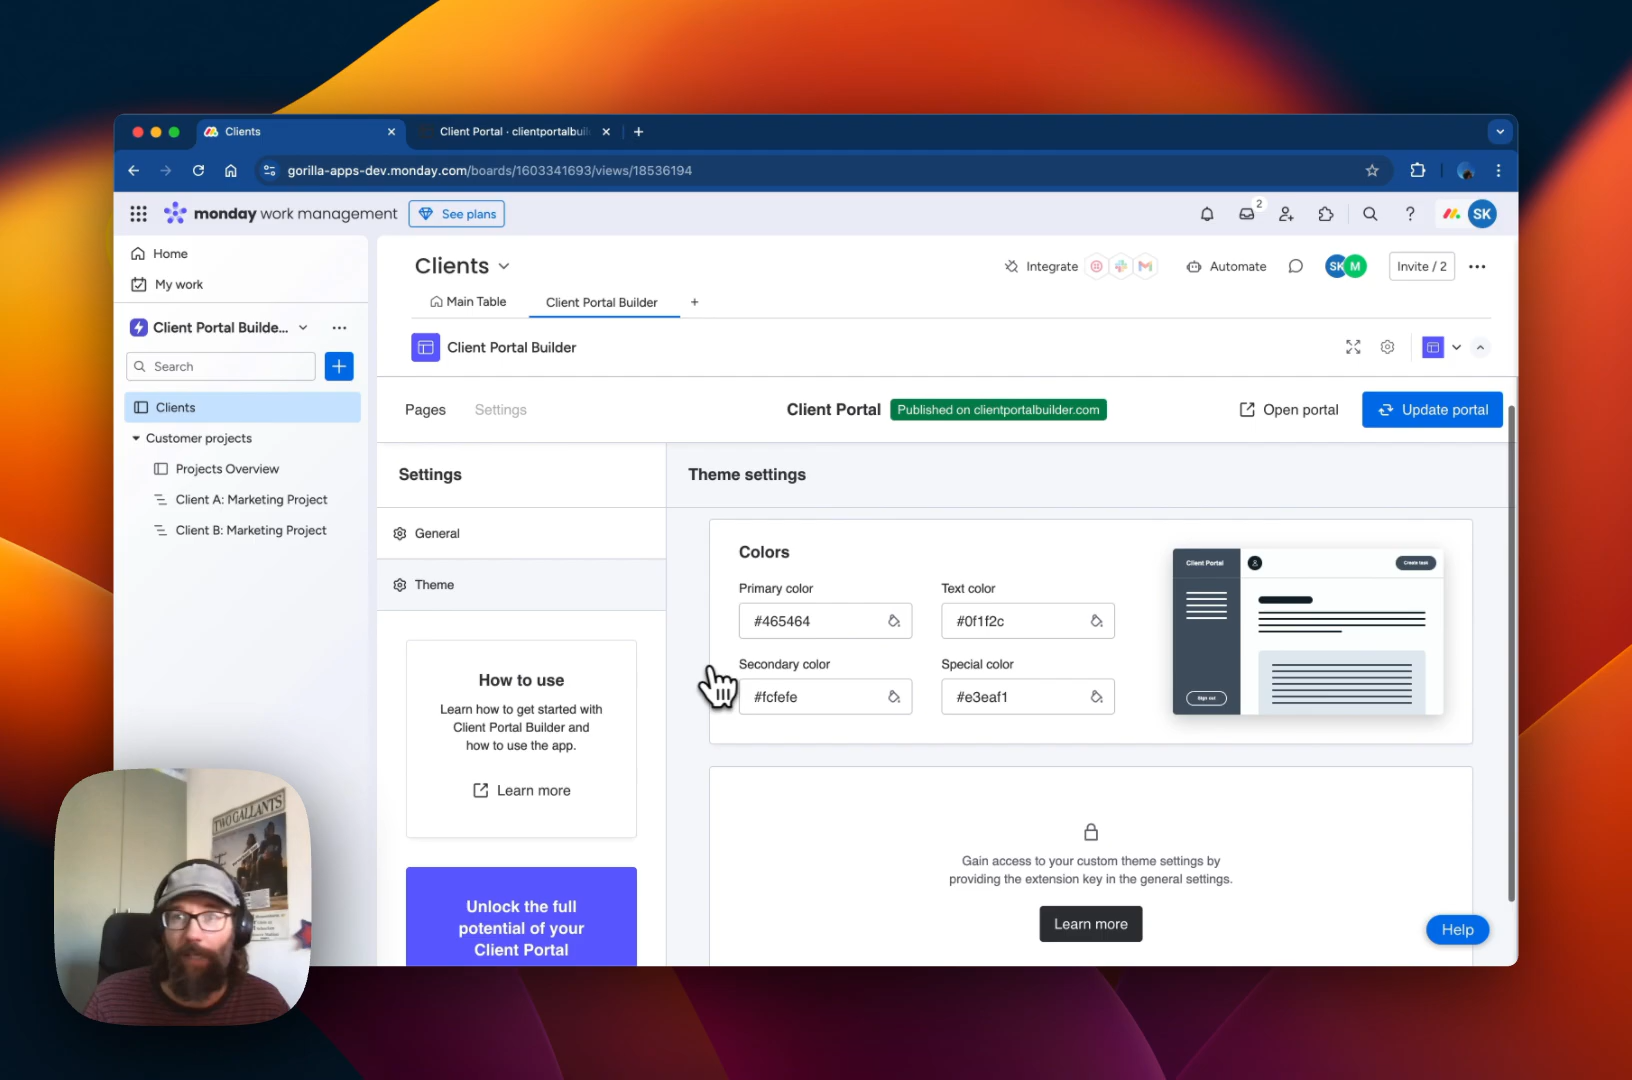 Clients
Client Portal · clientportalbuil
gorilla-apps-dev.monday.com/boards/1603341693/views/18536194
monday work management
See plans
2
SK
Home
My work
Client Portal Builde...
Search
Clients
Customer projects
Projects Overview
Client A: Marketing Project
Client B: Marketing Project
Clients
Integrate
Automate
SK
M
Invite / 2
Main Table
Client Portal Builder
Client Portal Builder
Pages
Settings
Client Portal
Published on clientportalbuilder.com
Open portal
Update portal
Settings
General
Theme
How to use
Learn how to get started with
Client Portal Builder and
how to use the app.
Learn more
Unlock the full
potential of your
Client Portal
Theme settings
Colors
Primary color
#465464
Text color
#0f1f2c
Secondary color
#fcfefe
Special color
#e3eaf1
Client Portal
Create task
Sign out
Gain access to your custom theme settings by
providing the extension key in the general settings.
Learn more
Help
TWO GALLANTS